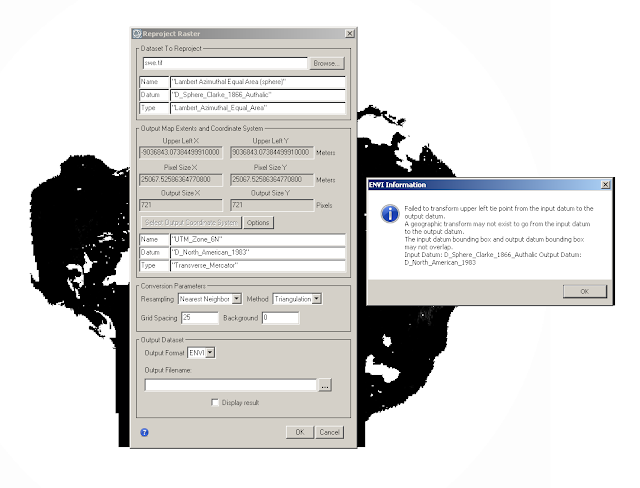 Reproject Raster
Dataset To Reproject
swe.tif
Browse...
Name "Lambert Azimuthal Equal Area (sphere)"
Datum "D_Sphere_Clarke_1866_Authalic"
Type "Lambert_Azimuthal_Equal_Area"
Output Map Extents and Coordinate System
Upper Left X Upper Left Y
-9036843.07384499910000 9036843.07384499910000 Meters
Pixel Size X Pixel Size Y
25067.52586364770800 25067.52586364770800 Meters
Output Size X Output Size Y
721 721 Pixels
Select Output Coordinate System Options
Name "UTM_Zone_6N"
Datum "D_North_American_1983"
Type "Transverse_Mercator"
Conversion Parameters
Resampling Nearest Neighbor Method Triangulation
Grid Spacing 25 Background 0
Output Dataset
Output Format ENVI
Output Filename:
...
Display result
? OK Cancel
ENVI Information
Failed to transform upper left tie point from the input datum to the
output datum.
A geographic transform may not exist to go from the input datum
to the output datum.
The input datum bounding box and output datum bounding box
may not overlap.
Input Datum: D_Sphere_Clarke_1866_Authalic Output Datum:
D_North_American_1983
OK